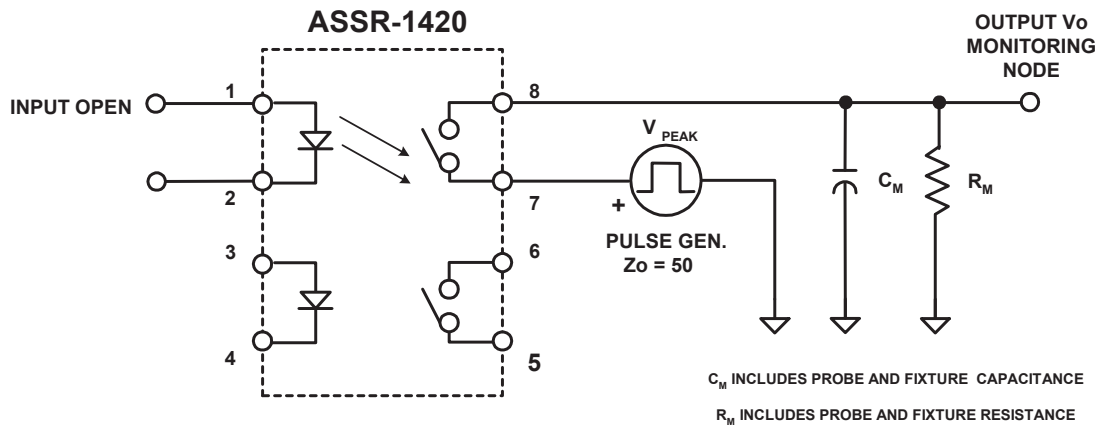 ASSR-1420
OUTPUT Vo
MONITORING
NODE
INPUT OPEN
1
8
V PEAK
2
7
+
C M
R M
PULSE GEN.
Zo = 50
3
6
4
5
C M INCLUDES PROBE AND FIXTURE CAPACITANCE
R M INCLUDES PROBE AND FIXTURE RESISTANCE